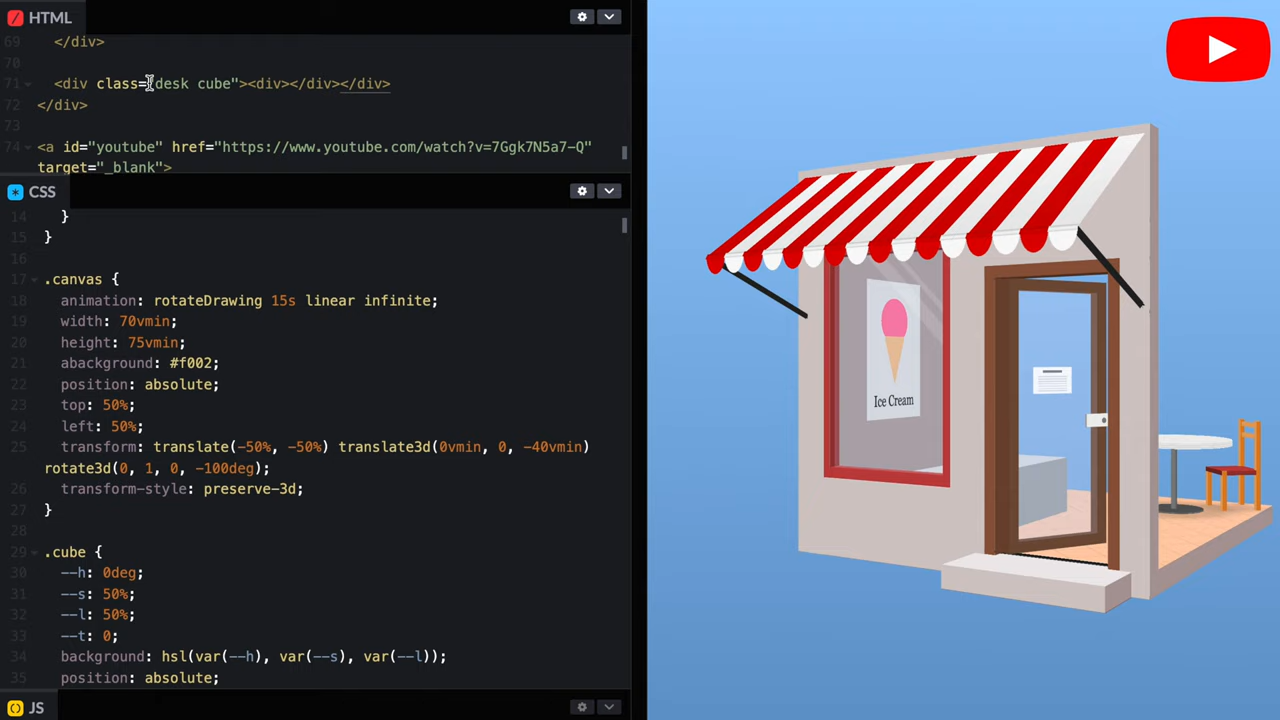 HTML
69 </div>
70
71 <div class="desk cube"><div></div></div>
72 </div>
73
74 <a id="youtube" href="https://www.youtube.com/watch?v=7Ggk7N5a7-Q"
target="_blank">
CSS
14 }
15 }
16
17 .canvas {
18 animation: rotateDrawing 15s linear infinite;
19 width: 70vmin;
20 height: 75vmin;
21 abackground: #f002;
22 position: absolute;
23 top: 50%;
24 left: 50%;
25 transform: translate(-50%, -50%) translate3d(0vmin, 0, -40vmin)
rotate3d(0, 1, 0, -100deg);
26 transform-style: preserve-3d;
27 }
28
29 .cube {
30 --h: 0deg;
31 --s: 50%;
32 --l: 50%;
33 --t: 0;
34 background: hsl(var(--h), var(--s), var(--l));
35 position: absolute;
JS
Ice Cream